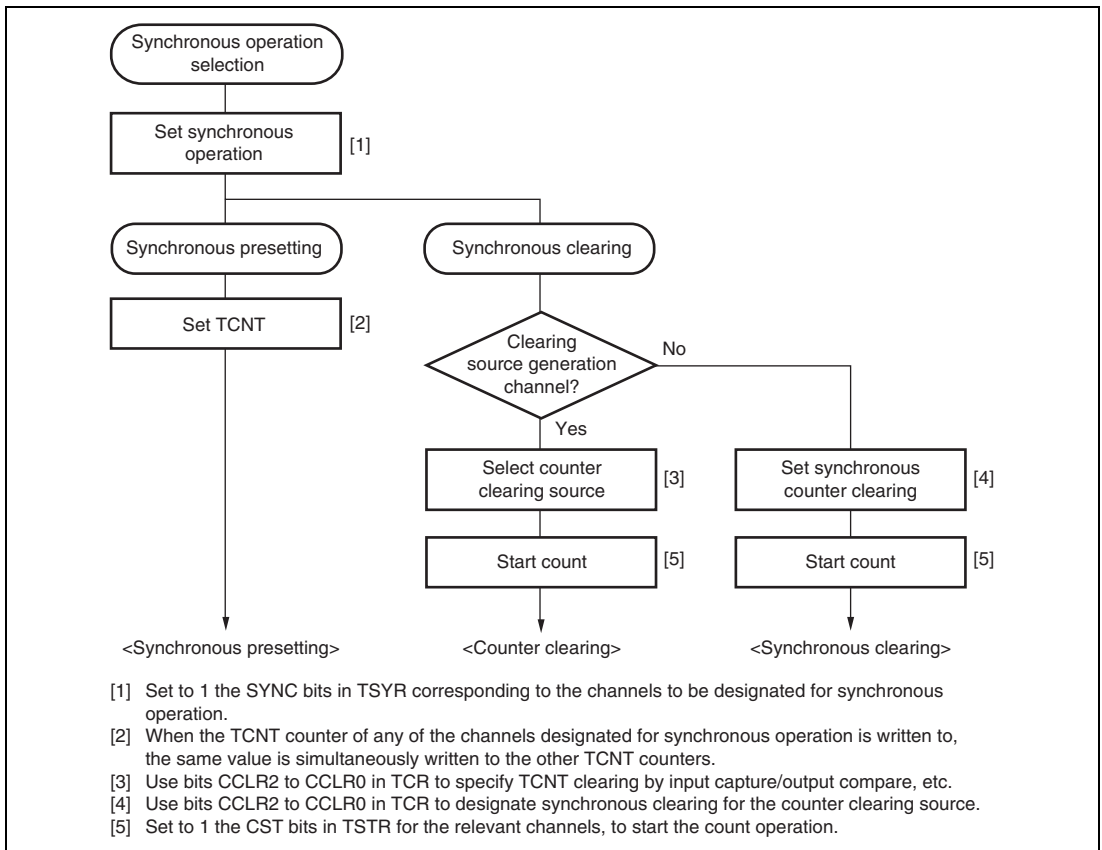 Synchronous operation
selection
Set synchronous
operation
[1]
Synchronous presetting
Synchronous clearing
Set TCNT
[2]
Clearing
source generation
channel?
No
Yes
Select counter
clearing source
[3]
Set synchronous
counter clearing
[4]
Start count
[5]
Start count
[5]
<Synchronous presetting>
<Counter clearing>
<Synchronous clearing>
[1] Set to 1 the SYNC bits in TSYR corresponding to the channels to be designated for synchronous
operation.
[2] When the TCNT counter of any of the channels designated for synchronous operation is written to,
the same value is simultaneously written to the other TCNT counters.
[3] Use bits CCLR2 to CCLR0 in TCR to specify TCNT clearing by input capture/output compare, etc.
[4] Use bits CCLR2 to CCLR0 in TCR to designate synchronous clearing for the counter clearing source.
[5] Set to 1 the CST bits in TSTR for the relevant channels, to start the count operation.